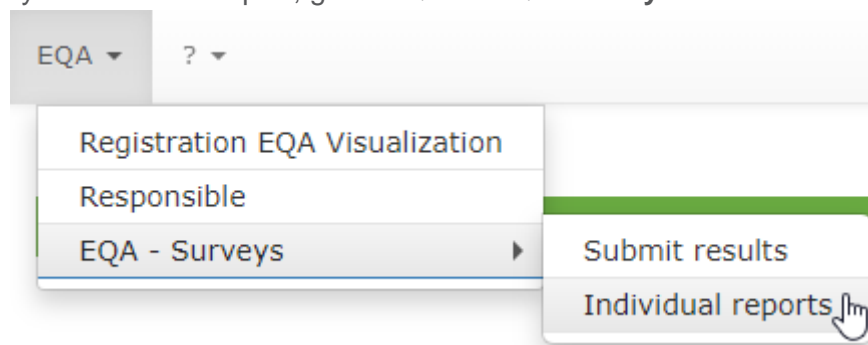 EQA ?
Registration EQA Visualization
Responsible
EQA - Surveys
Submit results
Individual reports